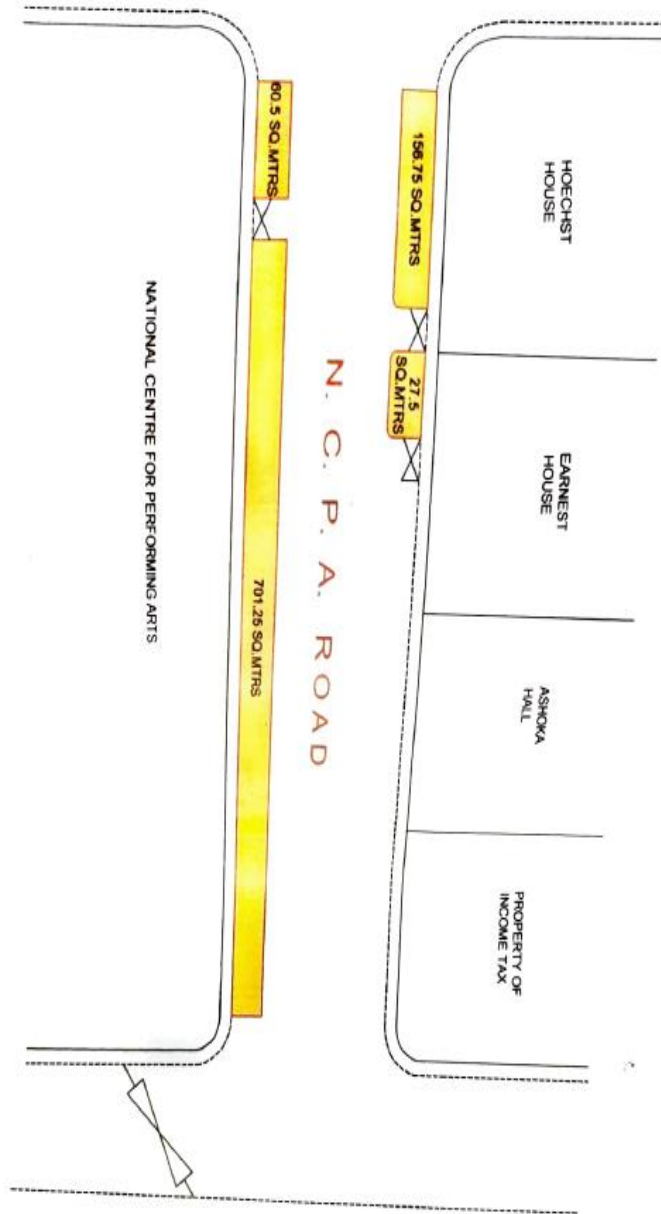 60.5 SQ.MTRS
156.75 SQ.MTRS
HOECHST
HOUSE
27.5
SQ.MTRS
NATIONAL CENTRE FOR PERFORMING ARTS
N. C. P. A. ROAD
EARNEST
HOUSE
701.25 SQ.MTRS
ASHOKA
HALL
PROPERTY OF
INCOME TAX